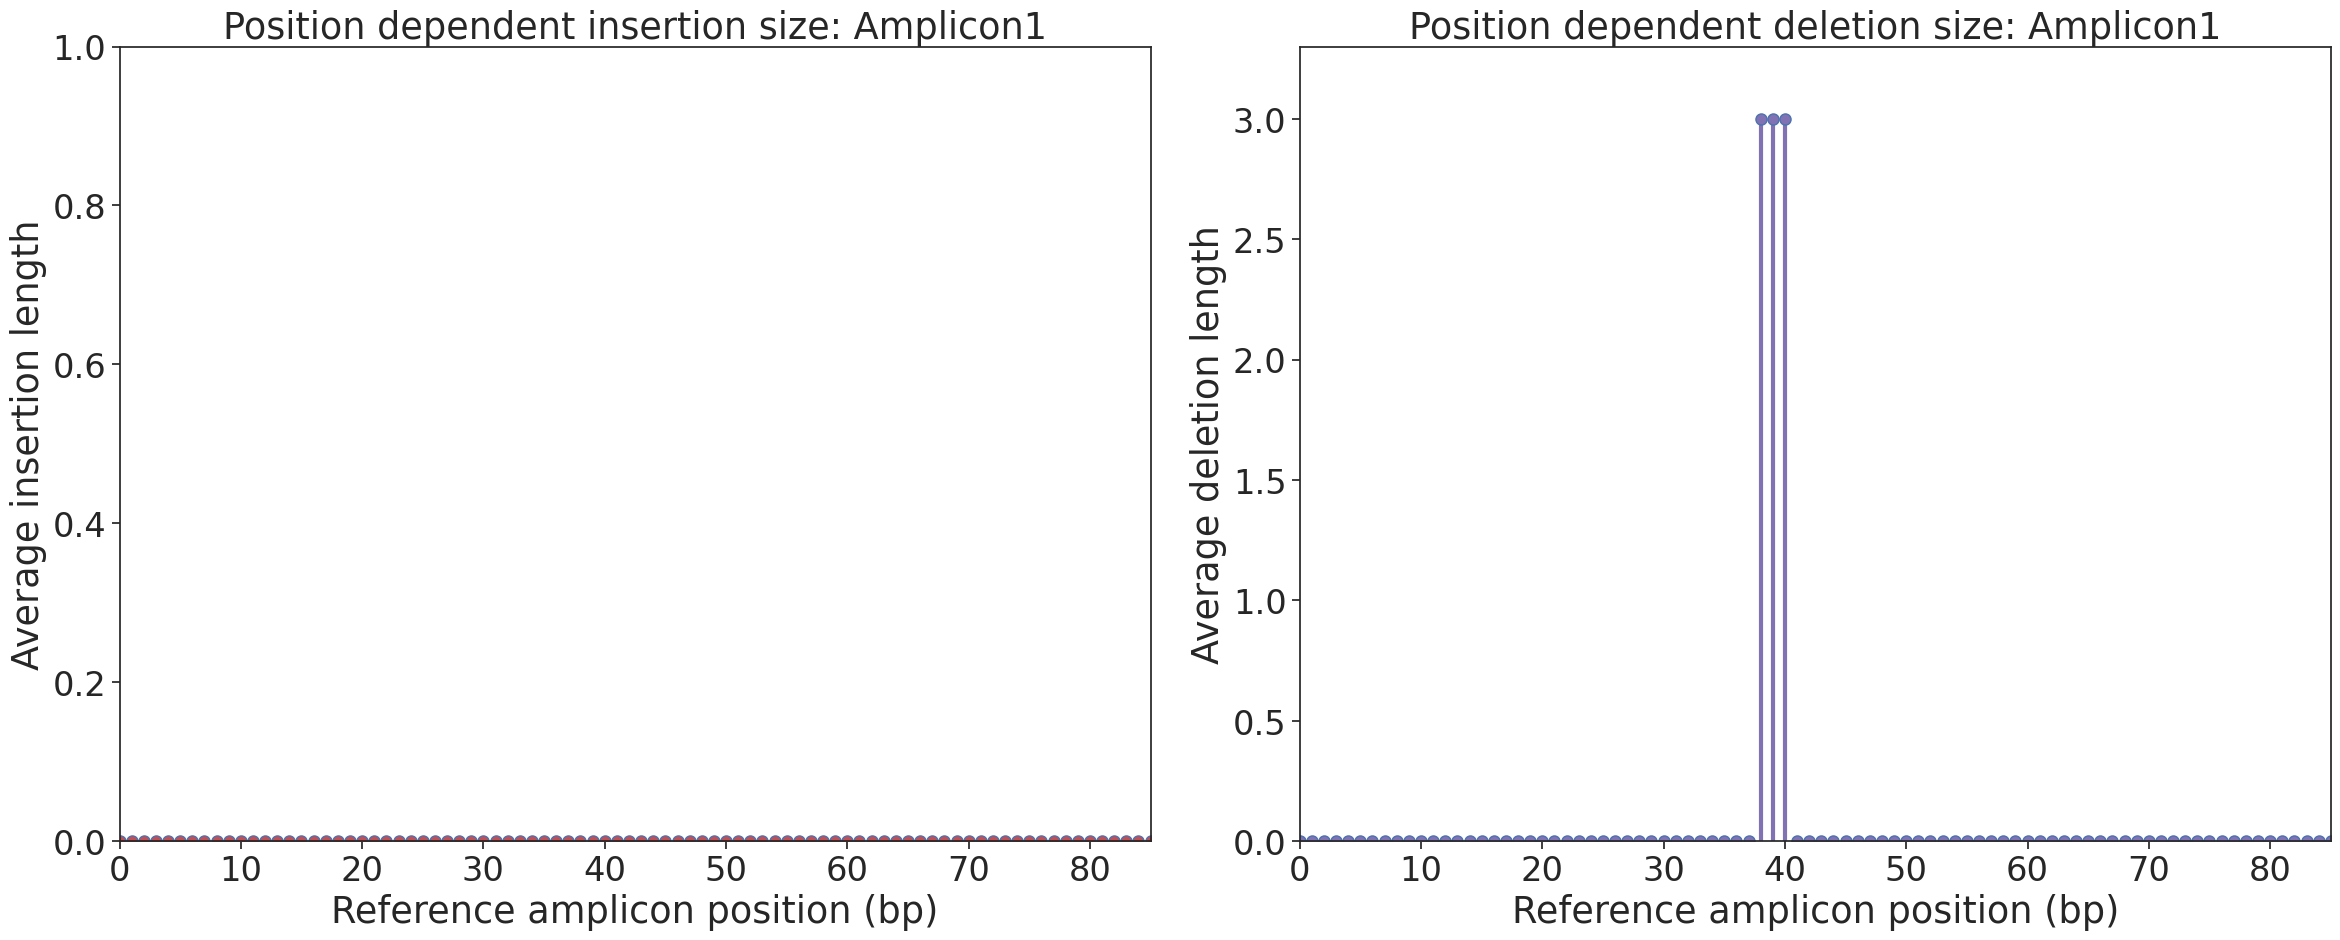 Position dependent insertion size: Amplicon1
1.0
0.8
0.6
0.4
0.2
0.0
Average insertion length
0 10 20 30 40 50 60 70 80
Reference amplicon position (bp)
Position dependent deletion size: Amplicon1
3.0
2.5
2.0
1.5
1.0
0.5
0.0
Average deletion length
0 10 20 30 40 50 60 70 80
Reference amplicon position (bp)